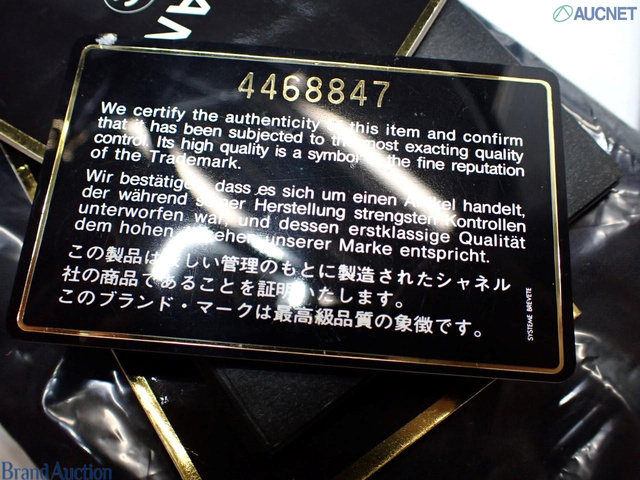 AUCNET
4468847
We certify the authenticity of this item and confirm
that it has been subjected to the most exacting quality
control. Its high quality is a symbol of the fine reputation
of the Trademark.
Wir bestätigen, dass es sich um einen Artikel handelt,
der während seiner Herstellung strengsten Kontrollen
unterworfen war, und dessen erstklassige Qualität
dem hohen Ansehen unserer Marke entspricht.
この製品は正しい管理のもとに製造されたシャネル
社の商品であることを証明いたします。
このブランド・マークは最高級品質の象徴です。
SYSTEME BREVETE
Brand Auction